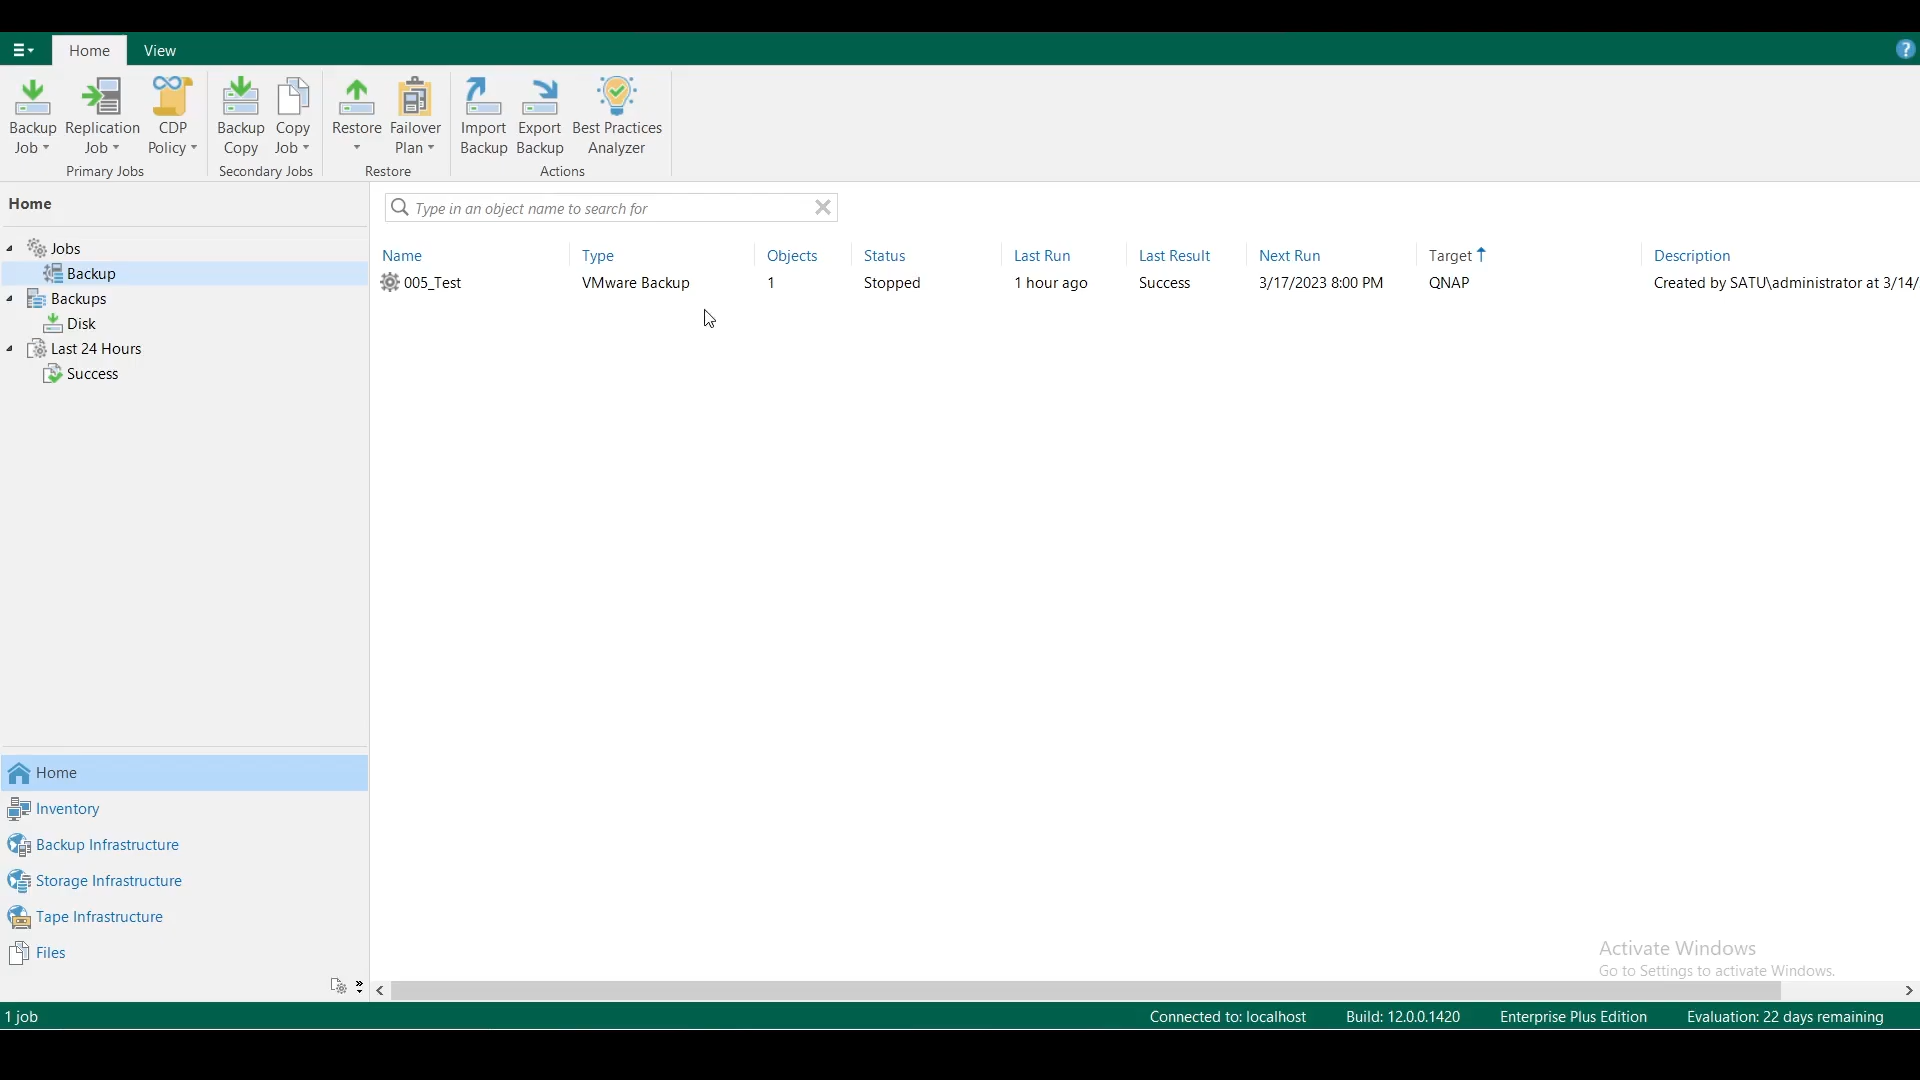 Home View
Backup Job Replication Job CDP Policy
Primary Jobs
Backup Copy Copy Job
Secondary Jobs
Restore Failover Plan
Restore
Import Backup Export Backup Best Practices Analyzer
Actions
Home
Jobs
Backup
Backups
Disk
Last 24 Hours
Success
Type in an object name to search for
Name Type Objects Status Last Run Last Result Next Run Target Description
005_Test VMware Backup 1 Stopped 1 hour ago Success 3/17/2023 8:00 PM QNAP Created by SATU\administrator at 3/14/
Home
Inventory
Backup Infrastructure
Storage Infrastructure
Tape Infrastructure
Files
Activate Windows
Go to Settings to activate Windows.
1 job Connected to: localhost Build: 12.0.0.1420 Enterprise Plus Edition Evaluation: 22 days remaining